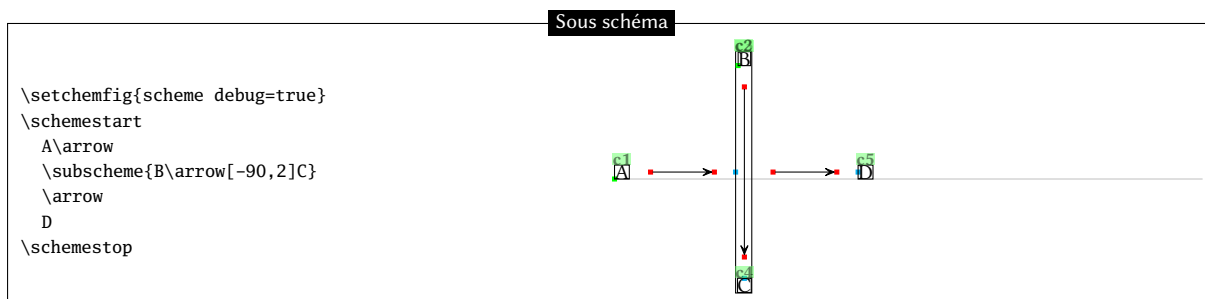 Sous schéma
\setchemfig{scheme debug=true}
\schemestart
A\arrow
\subscheme{B\arrow[-90,2]C}
\arrow
D
\schemestop
c2
B
c1
A
c5
D
c4
C